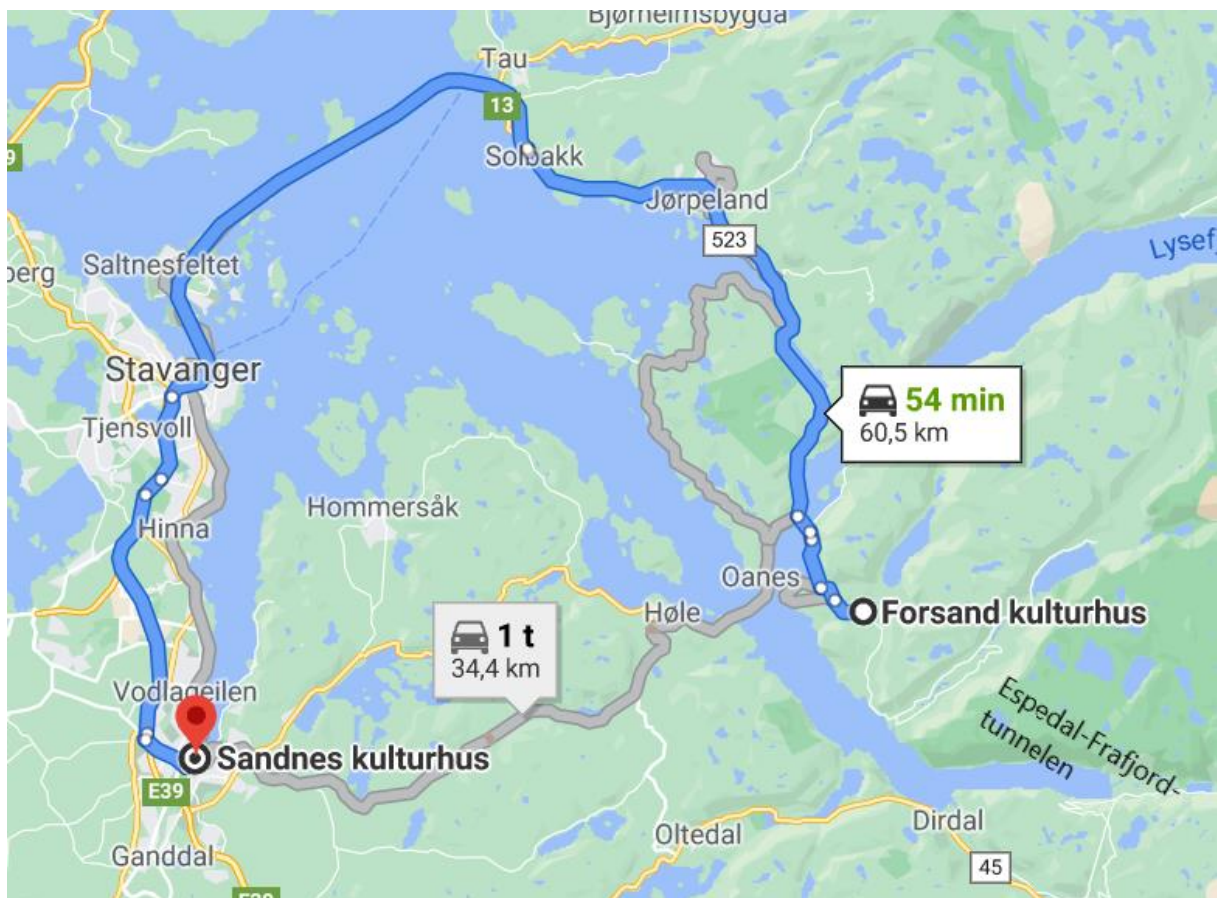 Bjørheimsbygda
Tau
13
Solbakk
Jørpeland
523
Lysefj
Saltnesfeltet
berg
Stavanger
54 min
60,5 km
Tjensvoll
Hommersåk
Hinna
Oanes
Forsand kulturhus
Høle
1 t
34,4 km
Vodlageilen
Espedal-Frafjord-
tunnelen
Sandnes kulturhus
E39
Dirdal
Oltedal
Ganddal
45